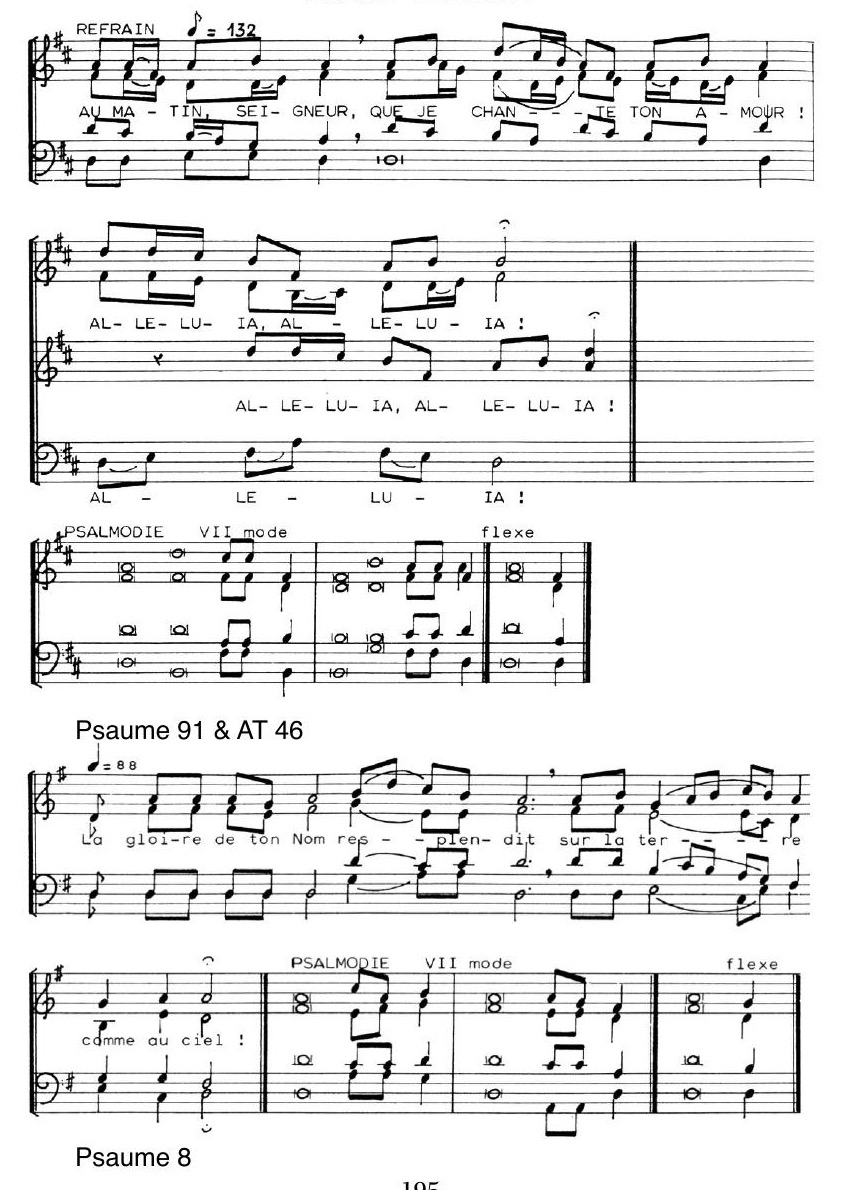 REFRAIN ♪ = 132
AU MA - TIN, SEI- GNEUR, QUE JE CHAN - - - TE TON A - MOUR !
AL- LE- LU- IA, AL - LE- LU - IA !
AL- LE- LU- IA, AL- LE- LU- IA !
AL - LE - LU - IA !
PSALMODIE VII mode flexe
Psaume 91 & AT 46
♩ = 88
La gloi-re de ton Nom res - - plen- dit sur la ter - - - - re
PSALMODIE VII mode flexe
comme au ciel !
Psaume 8
195